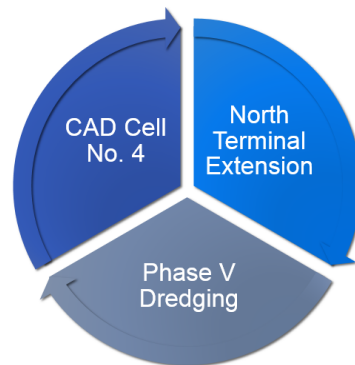 CAD Cell
No. 4
North
Terminal
Extension
Phase V
Dredging